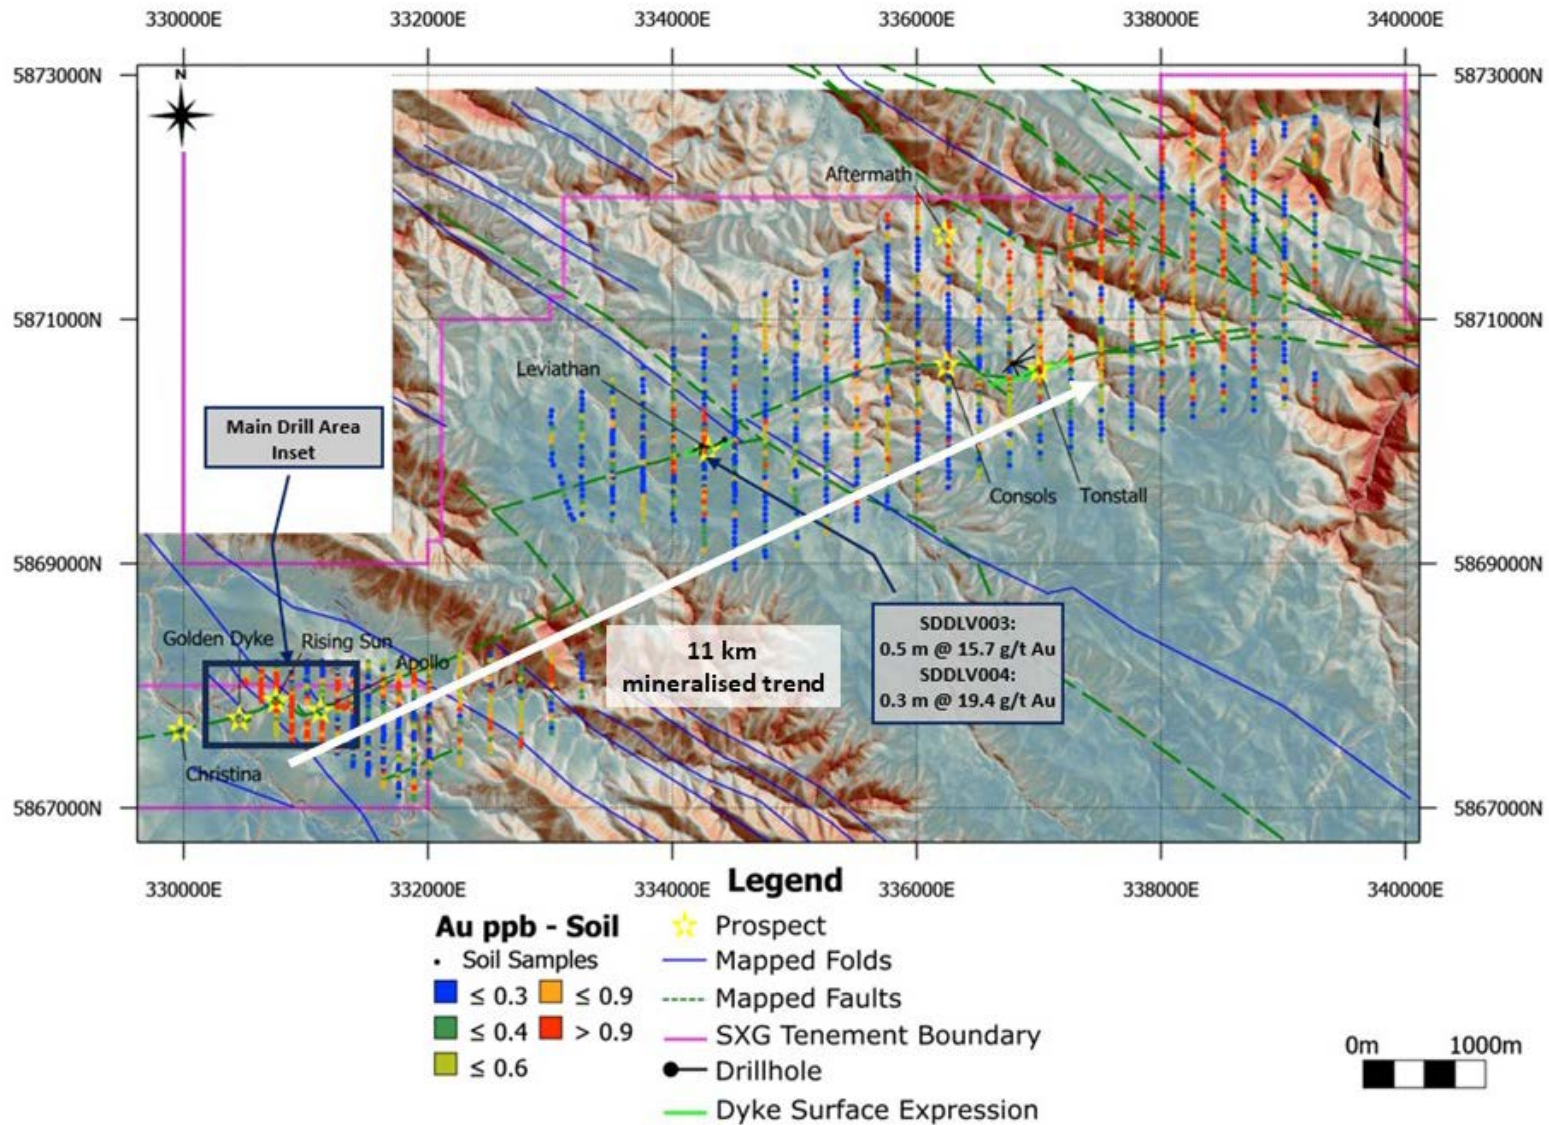 330000E 332000E 334000E 336000E 338000E 340000E
5873000N 5873000N
N
Aftermath
5871000N 5871000N
Leviathan
Main Drill Area
Inset
Consols Tonstall
5869000N 5869000N
SDDLV003:
0.5 m @ 15.7 g/t Au
SDDLV004:
0.3 m @ 19.4 g/t Au
11 km
mineralised trend
Golden Dyke Rising Sun
Apollo
Christina
5867000N 5867000N
330000E 332000E 334000E 336000E 338000E 340000E
Legend
Au ppb - Soil
Soil Samples
≤ 0.3 ≤ 0.9
≤ 0.4 > 0.9
≤ 0.6
Prospect
Mapped Folds
Mapped Faults
SXG Tenement Boundary
Drillhole
Dyke Surface Expression
0m 1000m